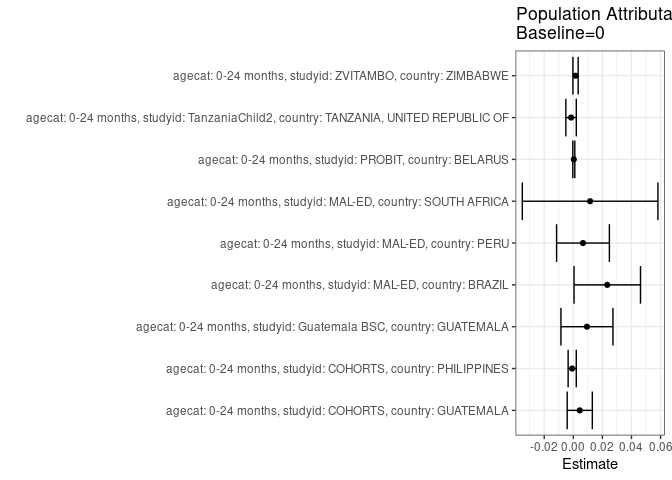 Population Attributa
Baseline=0
agecat: 0-24 months, studyid: ZVITAMBO, country: ZIMBABWE
agecat: 0-24 months, studyid: TanzaniaChild2, country: TANZANIA, UNITED REPUBLIC OF
agecat: 0-24 months, studyid: PROBIT, country: BELARUS
agecat: 0-24 months, studyid: MAL-ED, country: SOUTH AFRICA
agecat: 0-24 months, studyid: MAL-ED, country: PERU
agecat: 0-24 months, studyid: MAL-ED, country: BRAZIL
agecat: 0-24 months, studyid: Guatemala BSC, country: GUATEMALA
agecat: 0-24 months, studyid: COHORTS, country: PHILIPPINES
agecat: 0-24 months, studyid: COHORTS, country: GUATEMALA
-0.02 0.00 0.02 0.04 0.06
Estimate